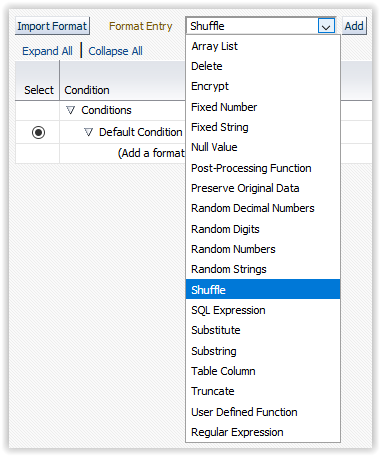 Import Format Format Entry Shuffle Add
Expand All Collapse All
Select Condition
Conditions
Default Condition
(Add a format
Array List
Delete
Encrypt
Fixed Number
Fixed String
Null Value
Post-Processing Function
Preserve Original Data
Random Decimal Numbers
Random Digits
Random Numbers
Random Strings
Shuffle
SQL Expression
Substitute
Substring
Table Column
Truncate
User Defined Function
Regular Expression